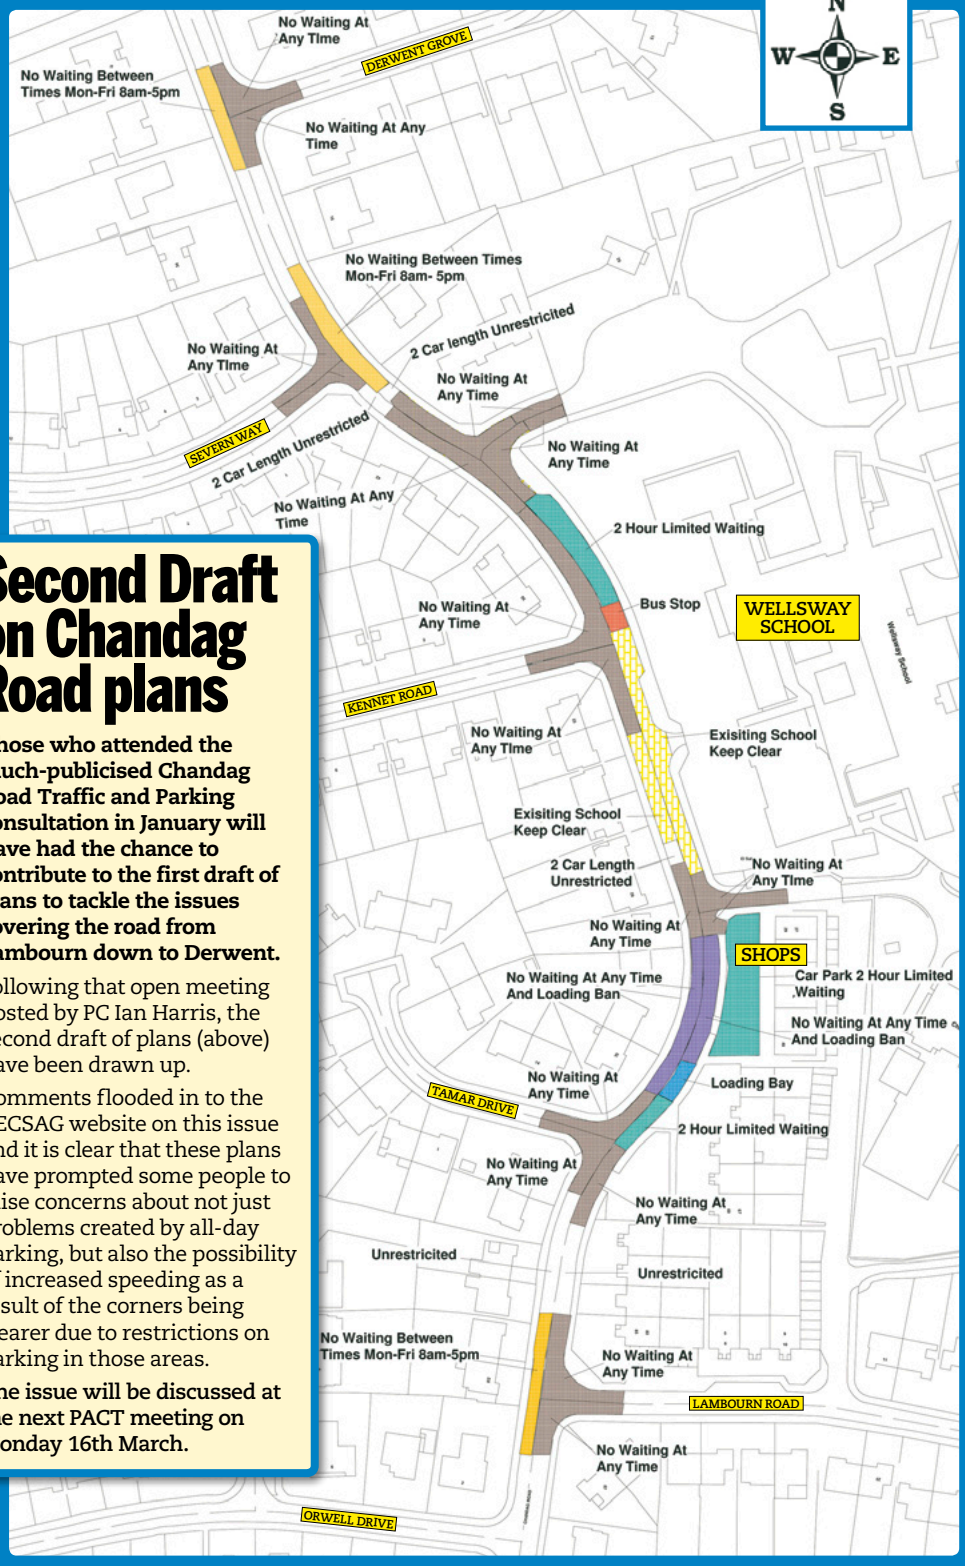 N
W E
S
No Waiting At
Any TIme
DERWENT GROVE
No Waiting Between
Times Mon-Fri 8am-5pm
No Waiting At Any
Time
No Waiting Between Times
Mon-Fri 8am- 5pm
2 Car length Unrestricited
No Waiting At
Any TIme
No Waiting At
Any Time
SEVERN WAY
2 Car Length Unrestricted
No Waiting At
Any Time
No Waiting At Any
Time
2 Hour Limited Waiting
Bus Stop
WELLSWAY
SCHOOL
Wellsway School
No Waiting At
Any Time
KENNET ROAD
No Waiting At
Any TIme
Exisiting School
Keep Clear
Exisiting School
Keep Clear
2 Car Length
Unrestricted
No Waiting At
Any TIme
No Waiting At
Any Time
SHOPS
No Waiting At Any Time
And Loading Ban
Car Park 2 Hour Limited
Waiting
No Waiting At Any Time
And Loading Ban
No Waiting At
Any Time
Loading Bay
TAMAR DRIVE
2 Hour Limited Waiting
No Waiting At
Any Time
No Waiting At
Any Time
Unrestricited
Unrestricited
No Waiting Between
Times Mon-Fri 8am-5pm
No Waiting At
Any Time
LAMBOURN ROAD
No Waiting At
Any Time
ORWELL DRIVE
CHANDAG ROAD
Second Draft
on Chandag
Road plans
hose who attended the
uch-publicised Chandag
oad Traffic and Parking
onsultation in January will
ave had the chance to
ontribute to the first draft of
ans to tackle the issues
overing the road from
ambourn down to Derwent.
ollowing that open meeting
osted by PC Ian Harris, the
econd draft of plans (above)
ave been drawn up.
omments flooded in to the
ECSAG website on this issue
nd it is clear that these plans
ave prompted some people to
ise concerns about not just
roblems created by all-day
arking, but also the possibility
f increased speeding as a
sult of the corners being
earer due to restrictions on
arking in those areas.
he issue will be discussed at
he next PACT meeting on
onday 16th March.